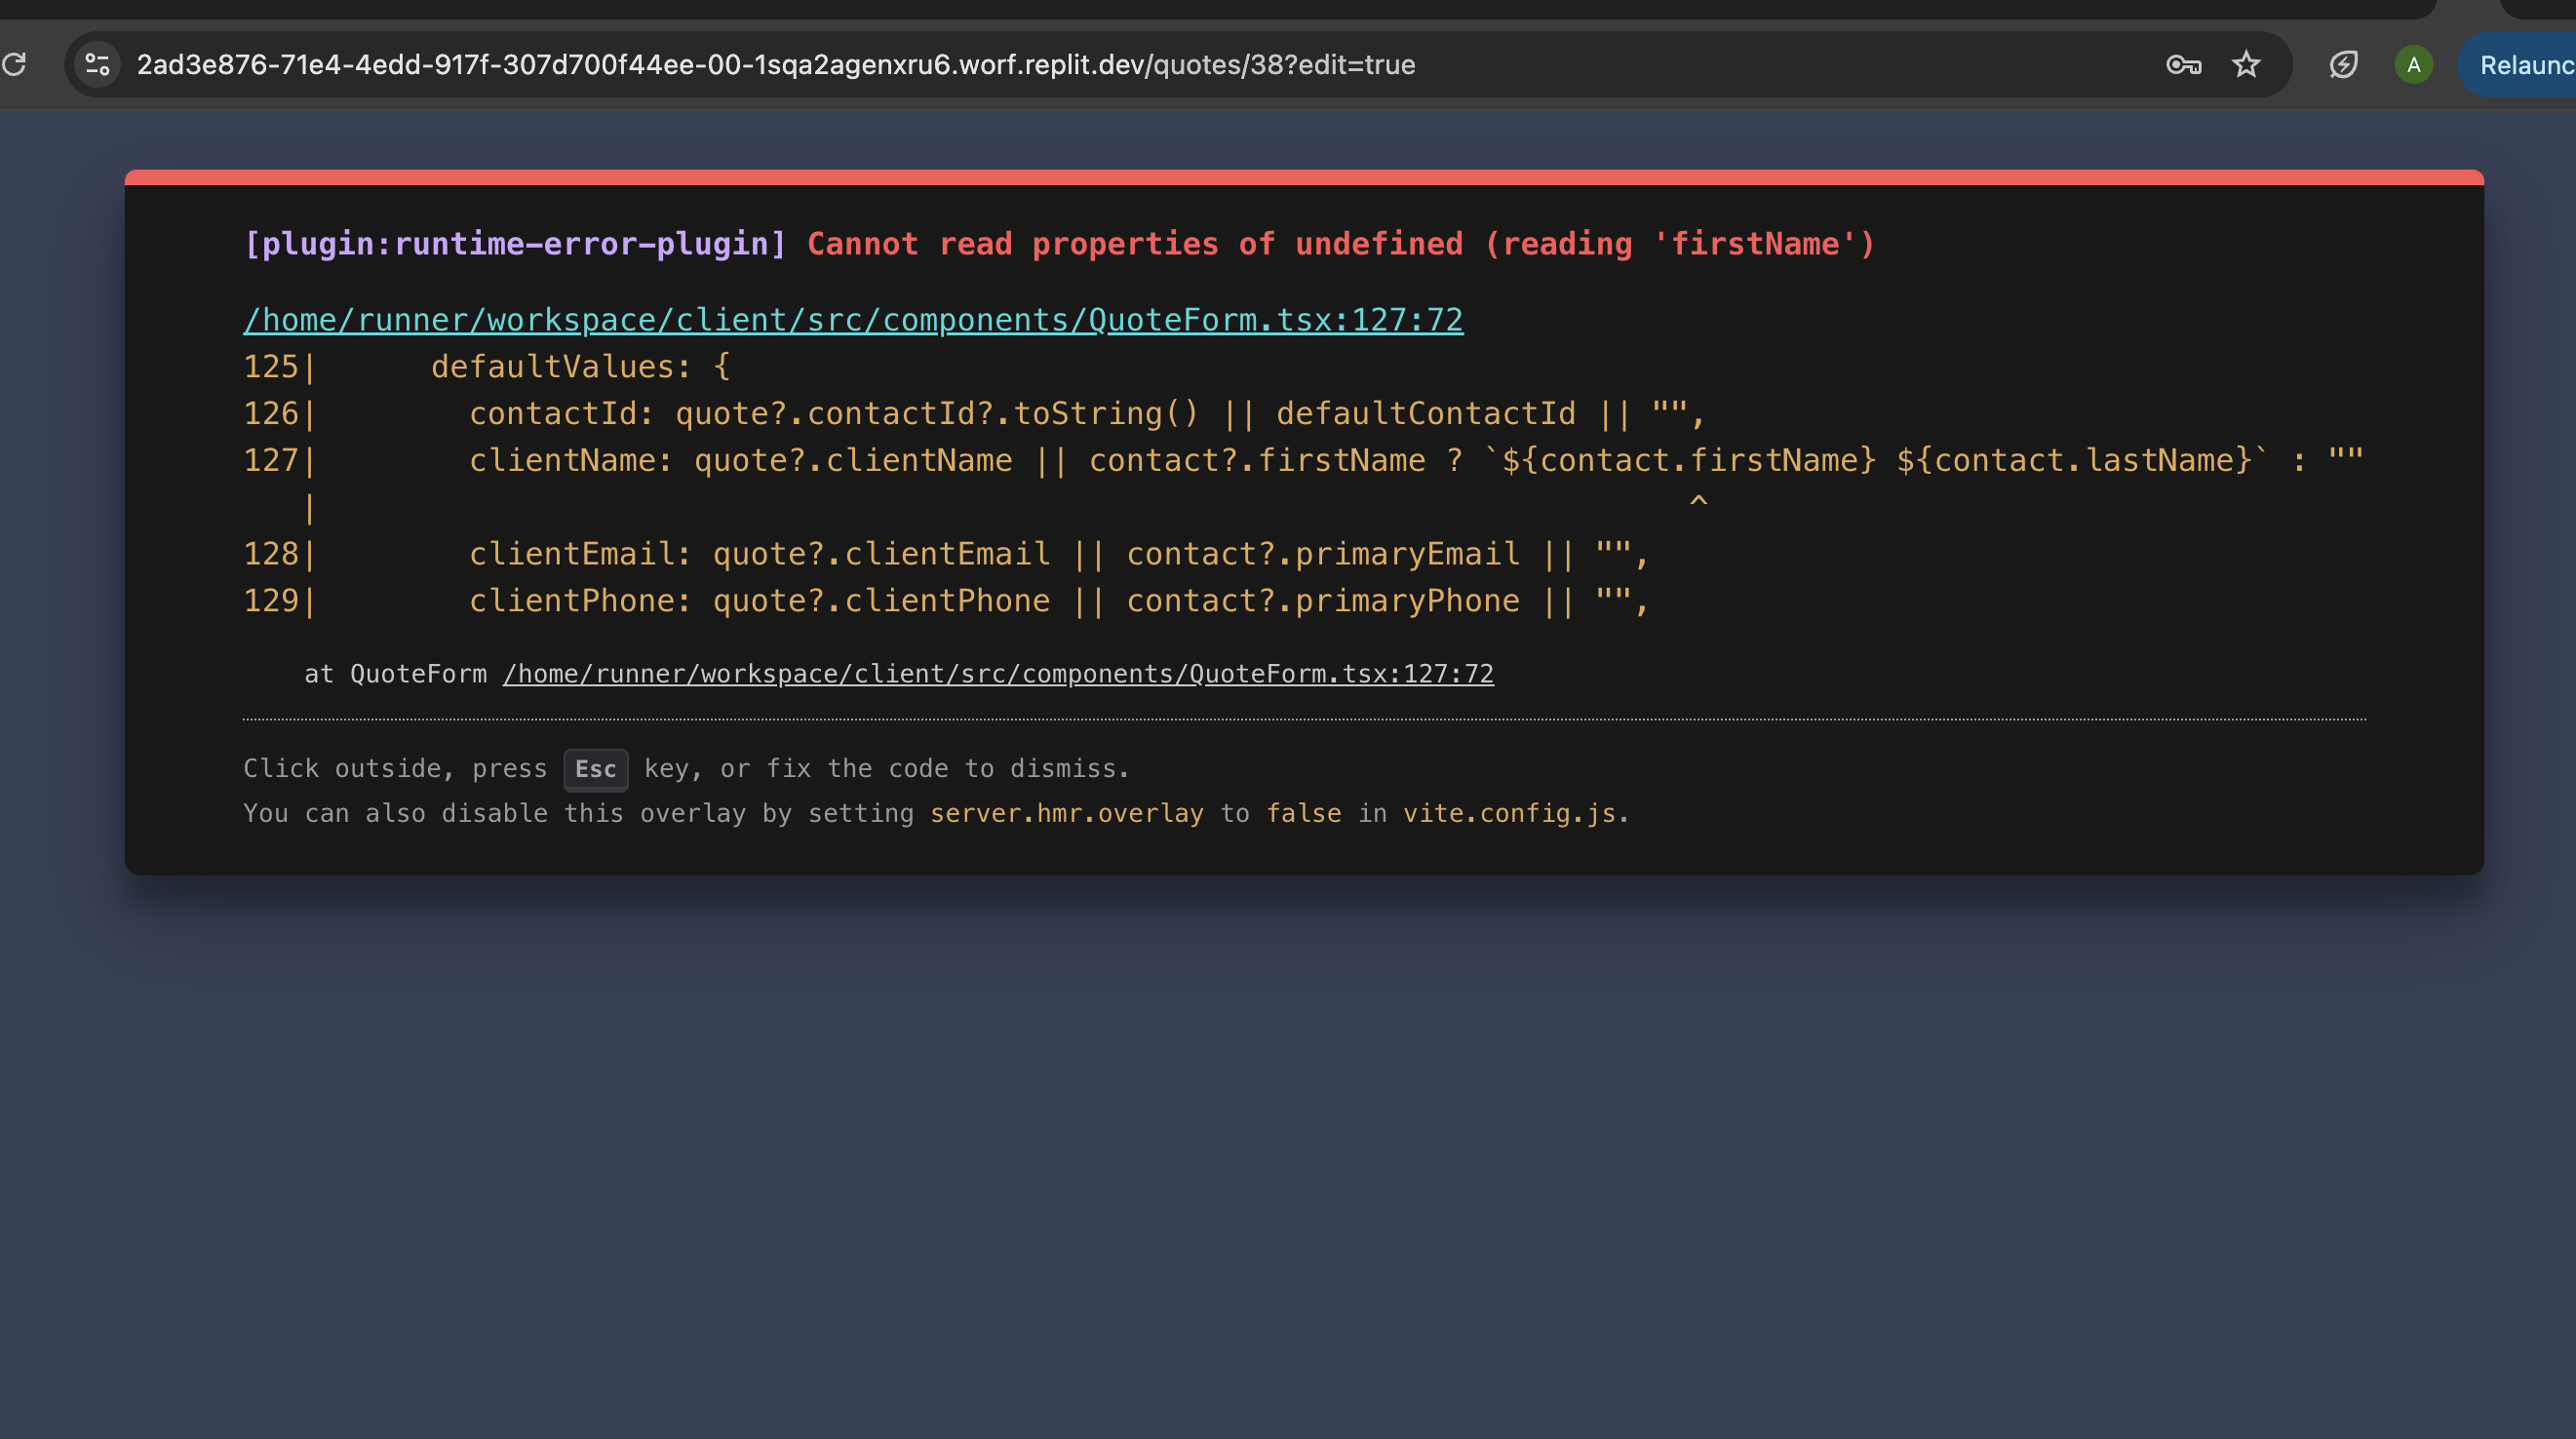 2ad3e876-71e4-4edd-917f-307d700f44ee-00-1sqa2agenxru6.worf.replit.dev/quotes/38?edit=true A Relaunc
[plugin:runtime-error-plugin] Cannot read properties of undefined (reading 'firstName')
/home/runner/workspace/client/src/components/QuoteForm.tsx:127:72
125|      defaultValues: {
126|        contactId: quote?.contactId?.toString() || defaultContactId || "",
127|        clientName: quote?.clientName || contact?.firstName ? `${contact.firstName} ${contact.lastName}` : ""
   |                                                                         ^
128|        clientEmail: quote?.clientEmail || contact?.primaryEmail || "",
129|        clientPhone: quote?.clientPhone || contact?.primaryPhone || "",
at QuoteForm /home/runner/workspace/client/src/components/QuoteForm.tsx:127:72
Click outside, press Esc key, or fix the code to dismiss.
You can also disable this overlay by setting server.hmr.overlay to false in vite.config.js.